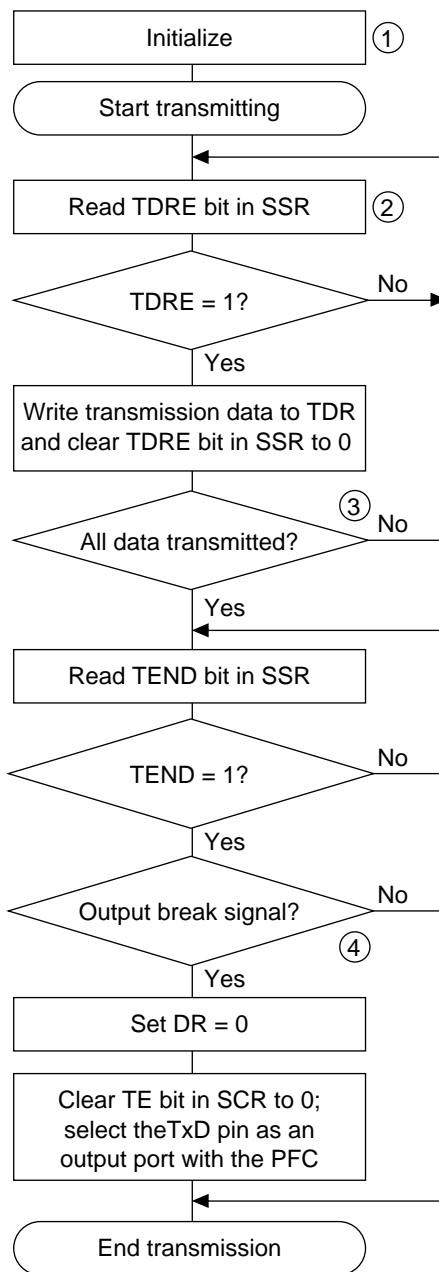 Initialize
1
Start transmitting
Read TDRE bit in SSR
2
TDRE = 1?
No
Yes
Write transmission data to TDR
and clear TDRE bit in SSR to 0
3
All data transmitted?
No
Yes
Read TEND bit in SSR
TEND = 1?
No
Yes
Output break signal?
No
4
Yes
Set DR = 0
Clear TE bit in SCR to 0;
select theTxD pin as an
output port with the PFC
End transmission